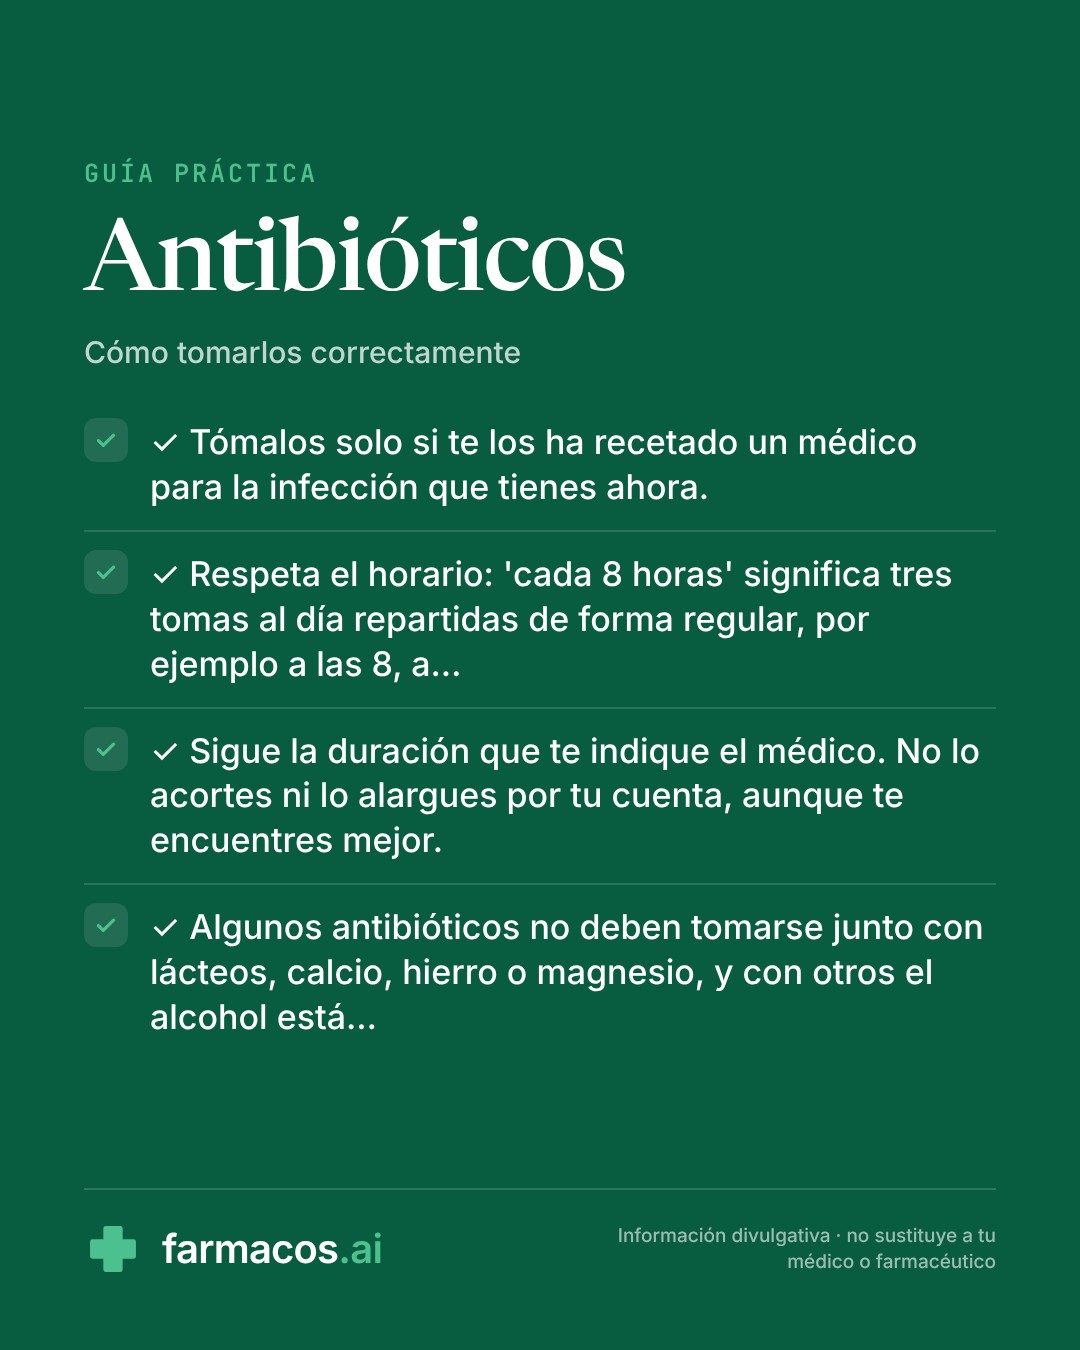 GUÍA PRÁCTICA
Antibióticos
Cómo tomarlos correctamente
✓ Tómalos solo si te los ha recetado un médico
para la infección que tienes ahora.
✓ Respeta el horario: 'cada 8 horas' significa tres
tomas al día repartidas de forma regular, por
ejemplo a las 8, a...
✓ Sigue la duración que te indique el médico. No lo
acortes ni lo alargues por tu cuenta, aunque te
encuentres mejor.
✓ Algunos antibióticos no deben tomarse junto con
lácteos, calcio, hierro o magnesio, y con otros el
alcohol está...
farmacos.ai
Información divulgativa · no sustituye a tu
médico o farmacéutico